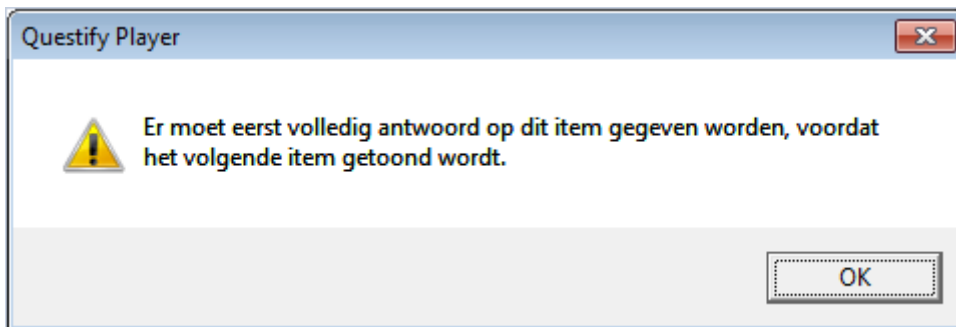 Questify Player
Er moet eerst volledig antwoord op dit item gegeven worden, voordat
het volgende item getoond wordt.
OK